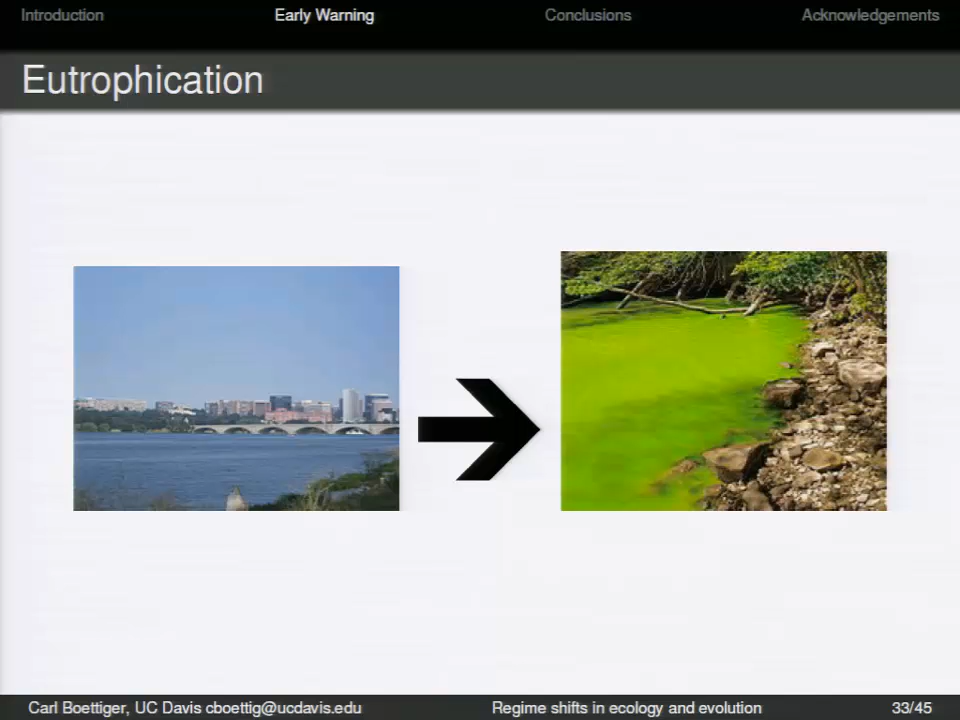 Introduction Early Warning Conclusions Acknowledgements
Eutrophication
Carl Boettiger, UC Davis cboettig@ucdavis.edu Regime shifts in ecology and evolution 33/45